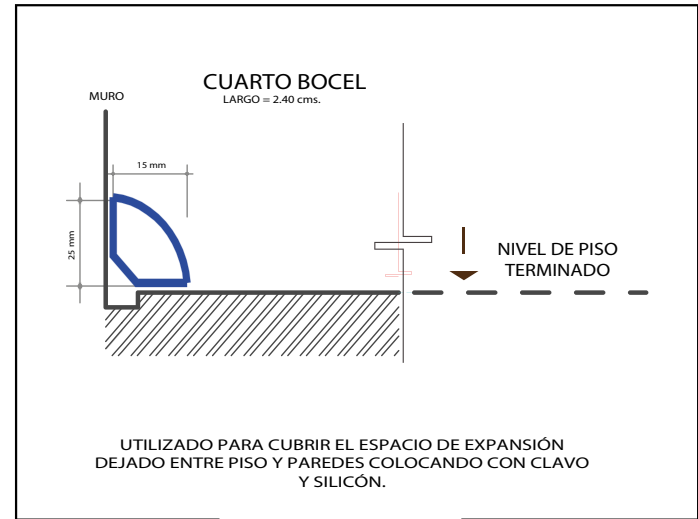 CUARTO BOCEL
LARGO = 2.40 cms.
MURO
15 mm
25 mm
NIVEL DE PISO
TERMINADO
UTILIZADO PARA CUBRIR EL ESPACIO DE EXPANSIÓN
DEJADO ENTRE PISO Y PAREDES COLOCANDO CON CLAVO
Y SILICÓN.